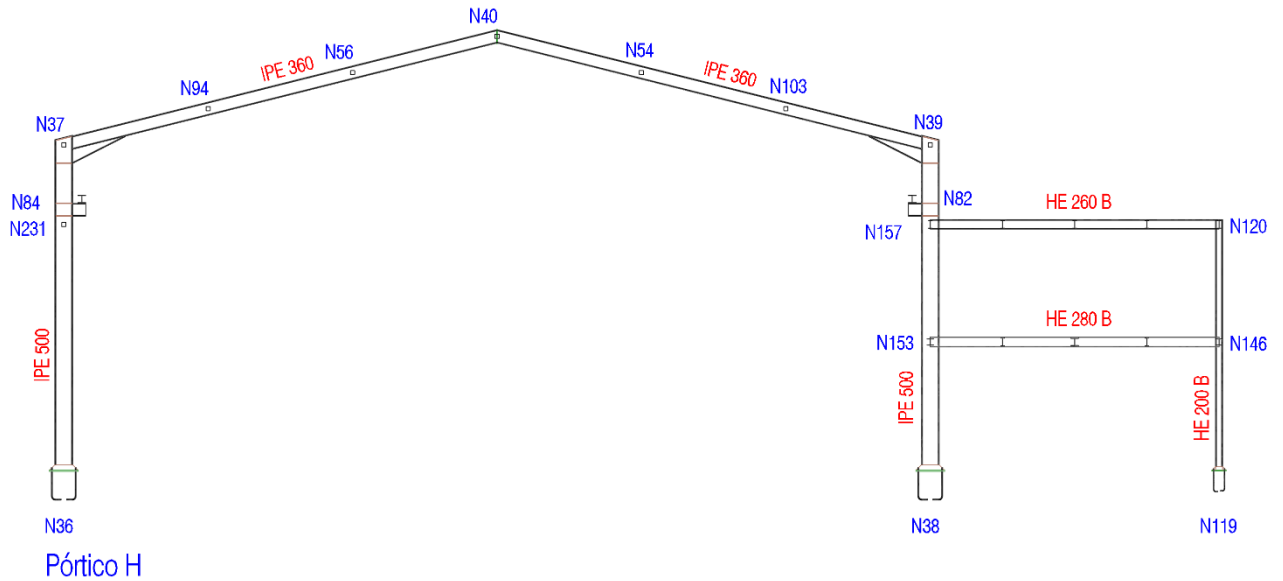 N40
N56
IPE 360
N54
IPE 360
N94
N103
N37
N39
N84
N82
HE 260 B
N231
N157
N120
HE 280 B
N153
N146
IPE 500
IPE 500
HE 200 B
N36
N38
N119
Pórtico H